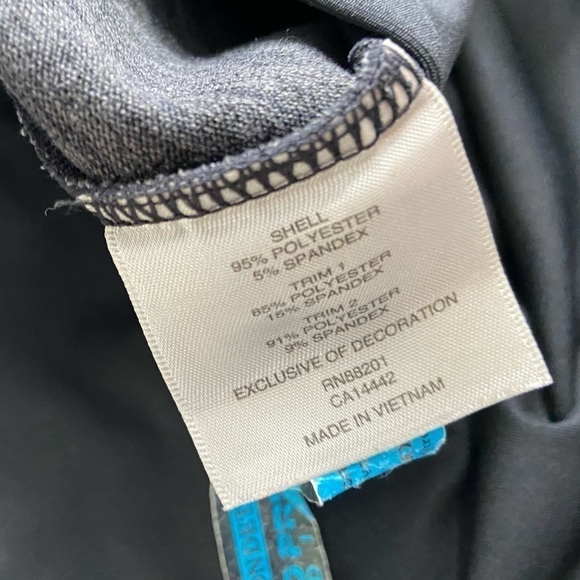 SHELL
95% POLYESTER
5% SPANDEX
TRIM 1
85% POLYESTER
15% SPANDEX
TRIM 2
91% POLYESTER
9% SPANDEX
EXCLUSIVE OF DECORATION
RN88201
CA14442
MADE IN VIETNAM